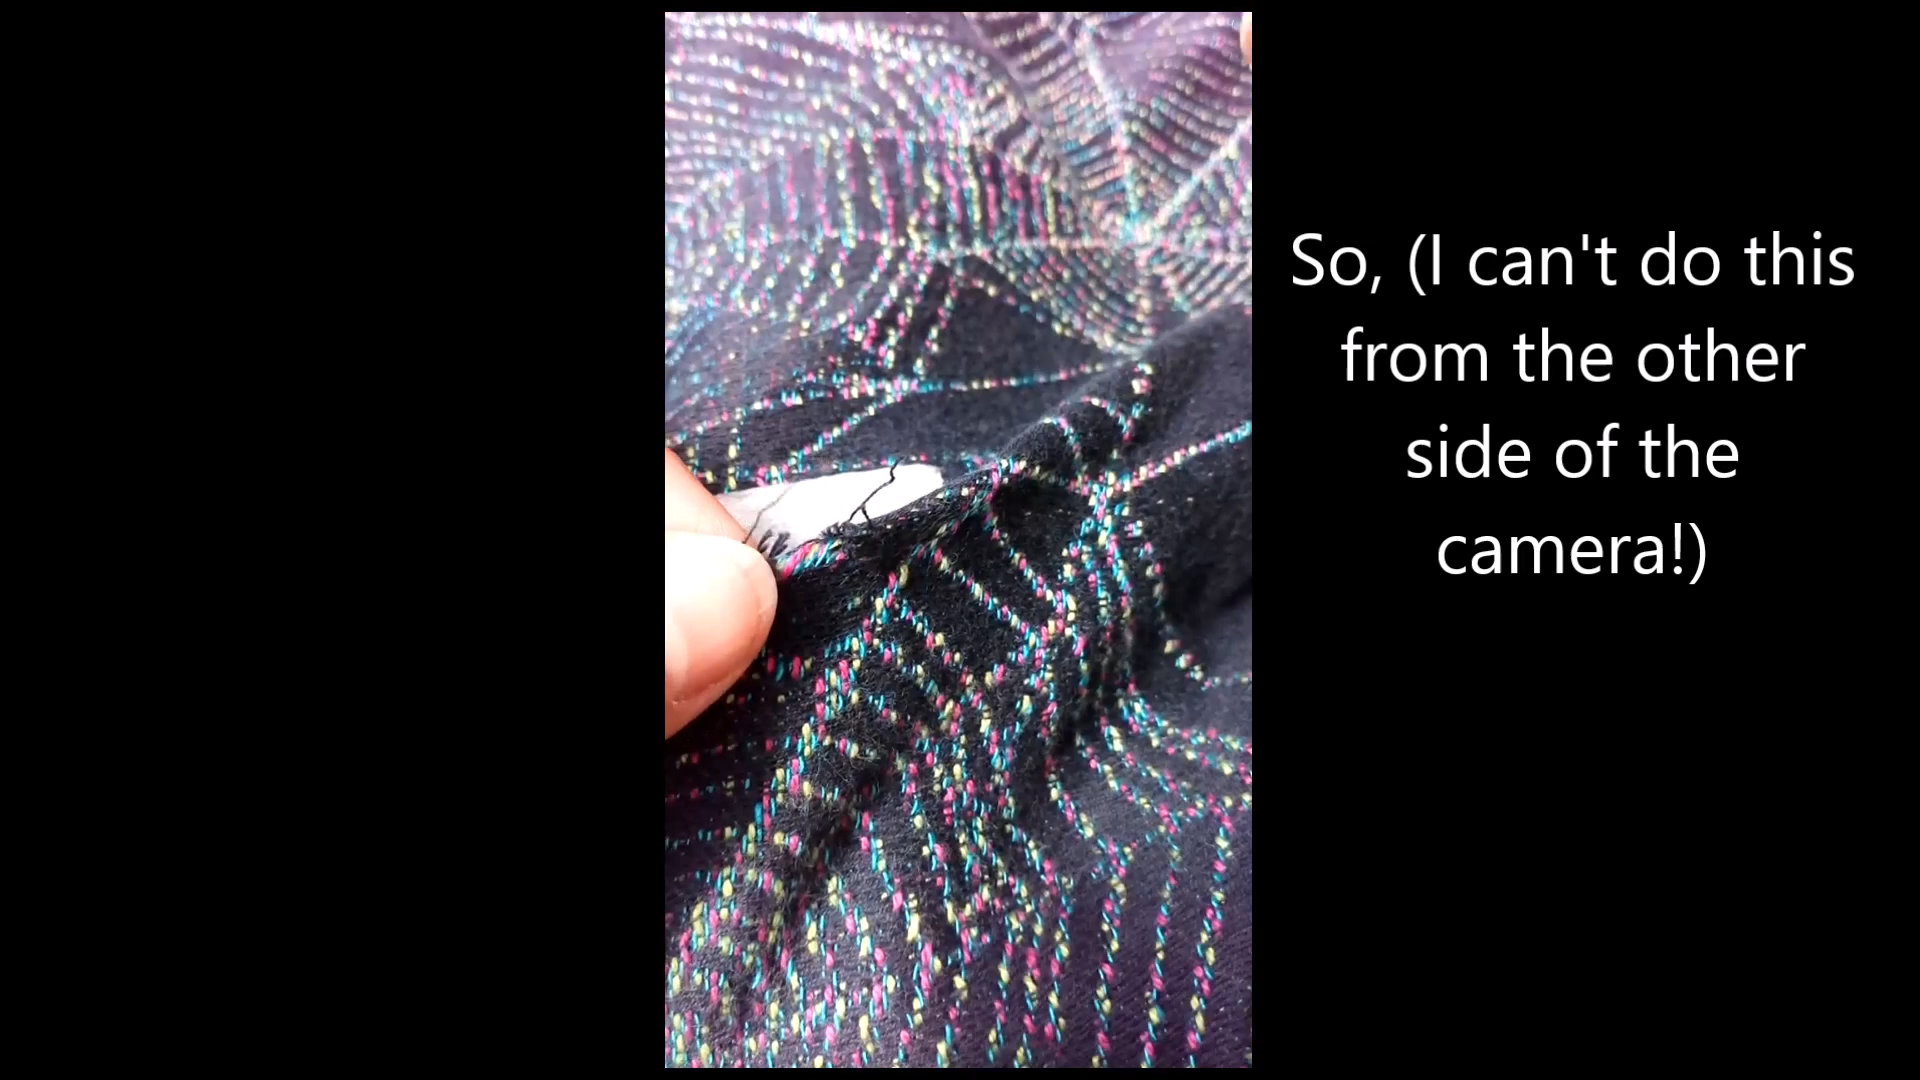 So, (I can't do this
from the other
side of the
camera!)